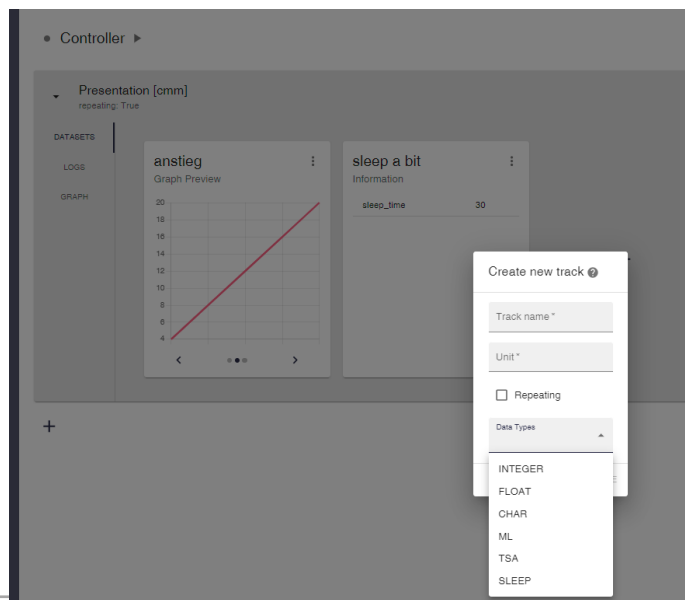 Controller
Presentation [cmm]
repeating: True
DATASETS
LOGS
GRAPH
anstieg
Graph Preview
20
18
16
14
12
10
8
6
4
sleep a bit
Information
sleep_time 30
Create new track ?
Track name *
Unit *
Repeating
Data Types
INTEGER
FLOAT
CHAR
ML
TSA
SLEEP